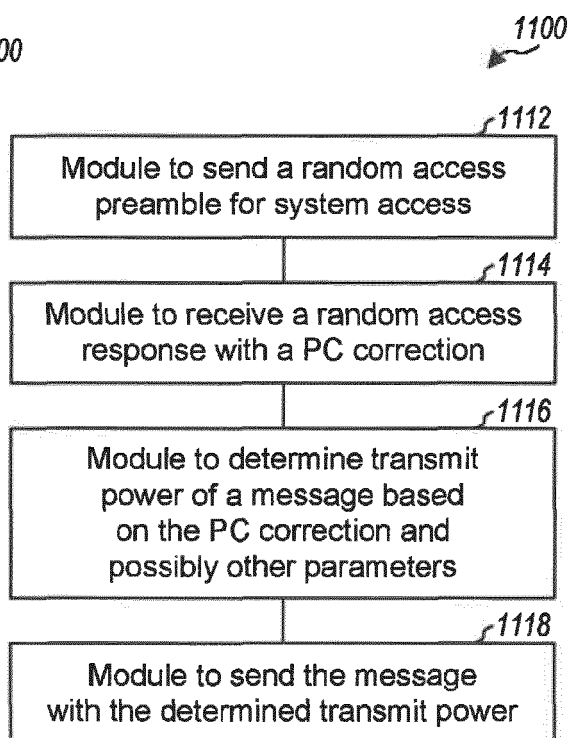 00
1100
1112
Module to send a random access
preamble for system access
1114
Module to receive a random access
response with a PC correction
1116
Module to determine transmit
power of a message based
on the PC correction and
possibly other parameters
1118
Module to send the message
with the determined transmit power